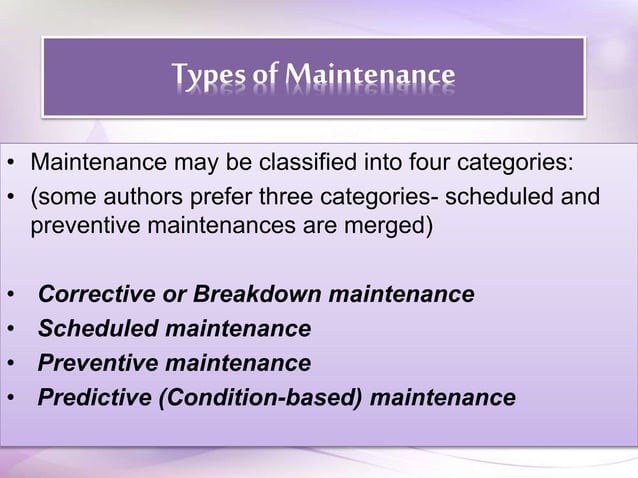 Types of Maintenance
• Maintenance may be classified into four categories:
• (some authors prefer three categories- scheduled and
preventive maintenances are merged)
• Corrective or Breakdown maintenance
• Scheduled maintenance
• Preventive maintenance
• Predictive (Condition-based) maintenance